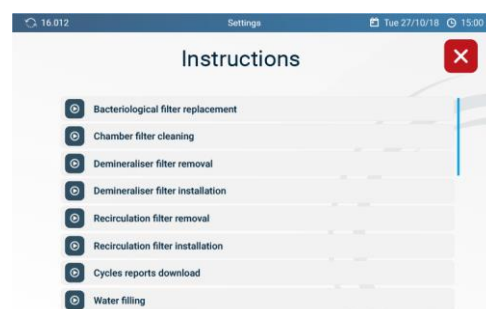 16.012 Settings Tue 27/10/18 15:00
Instructions
Bacteriological filter replacement
Chamber filter cleaning
Demineraliser filter removal
Demineraliser filter installation
Recirculation filter removal
Recirculation filter installation
Cycles reports download
Water filling